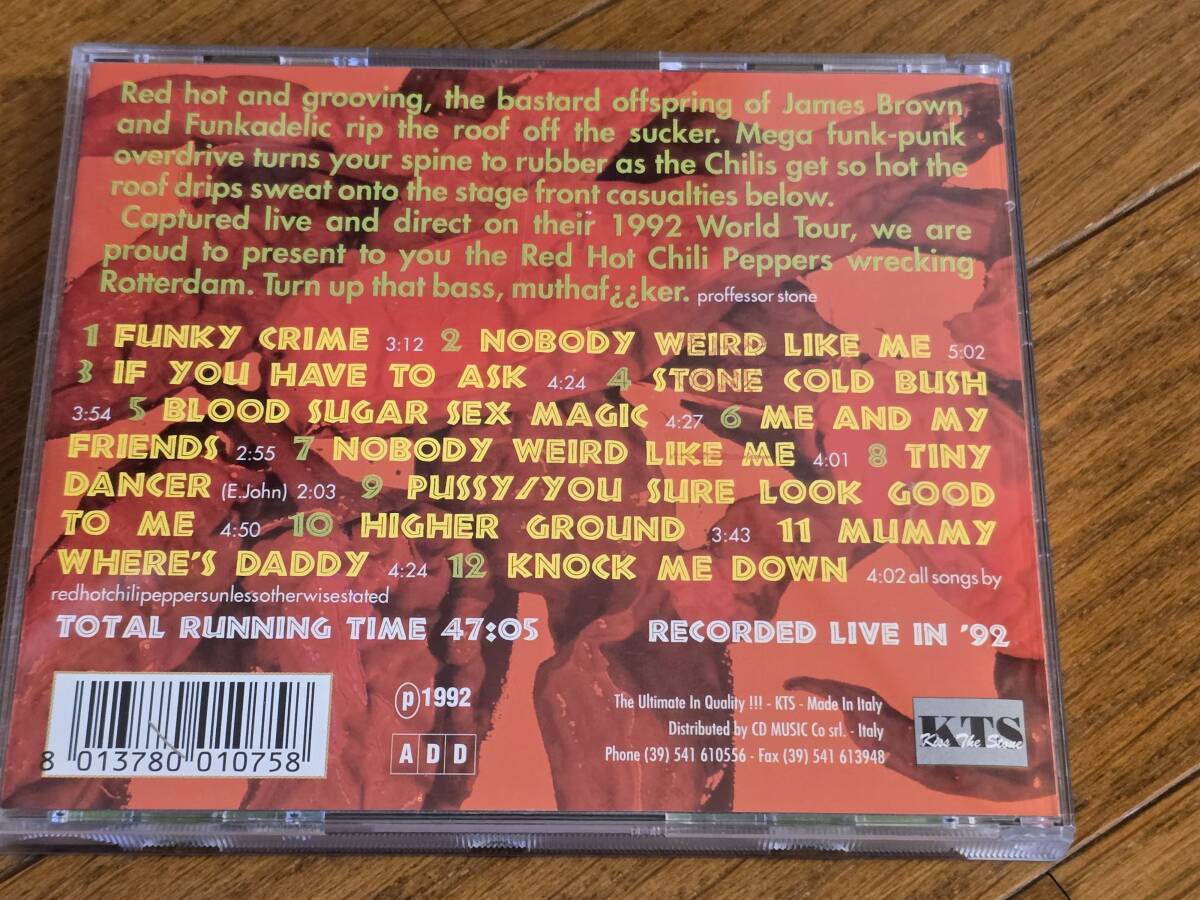 Red hot and grooving, the bastard offspring of James Brown
and Funkadelic rip the roof off the sucker. Mega funk-punk
overdrive turns your spine to rubber as the Chilis get so hot the
roof drips sweat onto the stage front casualties below.
Captured live and direct on their 1992 World Tour, we are
proud to present to you the Red Hot Chili Peppers wrecking
Rotterdam. Turn up that bass, muthaf¿¿ker. proffessor stone
1 FUNKY CRIME 3:12 2 NOBODY WEIRD LIKE ME 5:02
3 IF YOU HAVE TO ASK 4:24 4 STONE COLD BUSH
3:54 5 BLOOD SUGAR SEX MAGIC 4:27 6 ME AND MY
FRIENDS 2:55 7 NOBODY WEIRD LIKE ME 4:01 8 TINY
DANCER (E.John) 2:03 9 PUSSY/YOU SURE LOOK GOOD
TO ME 4:50 10 HIGHER GROUND 3:43 11 MUMMY
WHERE'S DADDY 4:24 12 KNOCK ME DOWN 4:02 all songs by
redhotchilipeppersunlessotherwisestated
TOTAL RUNNING TIME 47:05 RECORDED LIVE IN '92
8 013780 010758
℗ 1992
A D D
The Ultimate In Quality !!! - KTS - Made In Italy
Distributed by CD MUSIC Co srl. - Italy
Phone (39) 541 610556 - Fax (39) 541 613948
KTS
Kiss The Stone